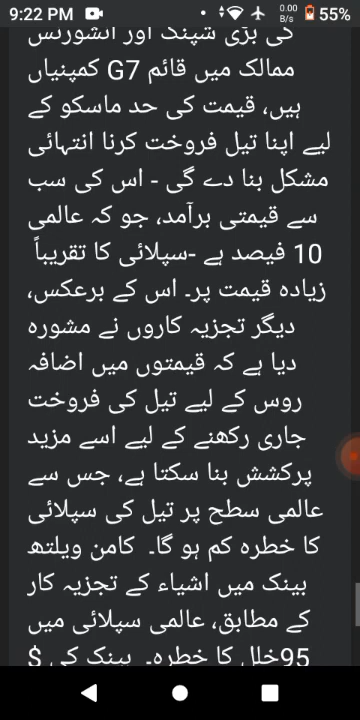 9:22 PM
0.00 B/s
55%
کی بڑی شپنگ اور انشورنس
ممالک میں قائم G7 کمپنیاں
ہیں، قیمت کی حد ماسکو کے
لیے اپنا تیل فروخت کرنا انتہائی
مشکل بنا دے گی - اس کی سب
سے قیمتی برآمد، جو کہ عالمی
10 فیصد ہے -سپلائی کا تقریباً
زیادہ قیمت پر۔ اس کے برعکس،
دیگر تجزیہ کاروں نے مشورہ
دیا ہے کہ قیمتوں میں اضافہ
روس کے لیے تیل کی فروخت
جاری رکھنے کے لیے اسے مزید
پرکشش بنا سکتا ہے، جس سے
عالمی سطح پر تیل کی سپلائی
کا خطرہ کم ہو گا۔ کامن ویلتھ
بینک میں اشیاء کے تجزیہ کار
کے مطابق، عالمی سپلائی میں
95خلل کا خطرہ۔ بینک کی $